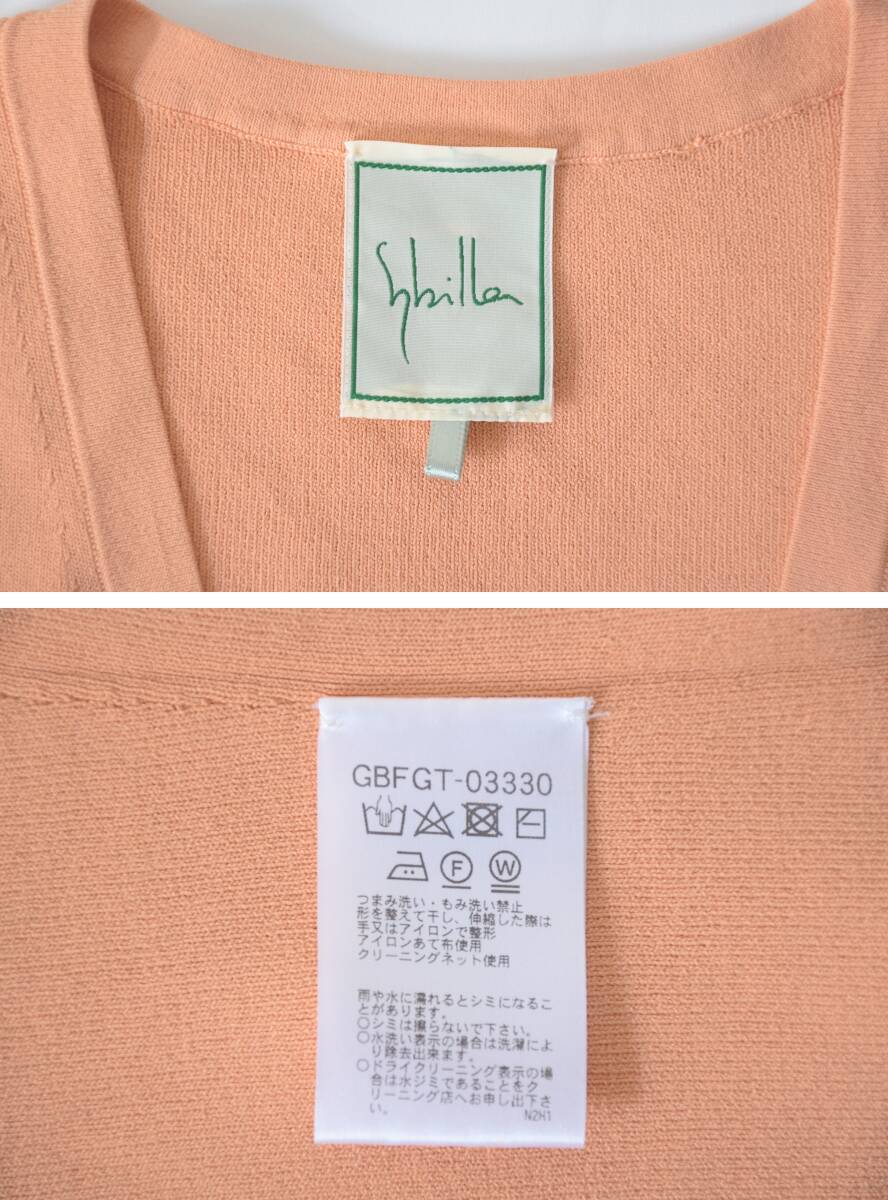 Sybilla
GBFGT-03330
F
W
つまみ洗い・もみ洗い禁止
形を整えて干し、伸縮した際は
手又はアイロンで整形
アイロンあて布使用
クリーニングネット使用
雨や水に濡れるとシミになるこ
とがあります。
○シミは擦らないで下さい。
○水洗い表示の場合は洗濯によ
り除去出来ます。
○ドライクリーニング表示の場
合は水ジミであることをク
リーニング店へお申し出下さ
い。
N2H1